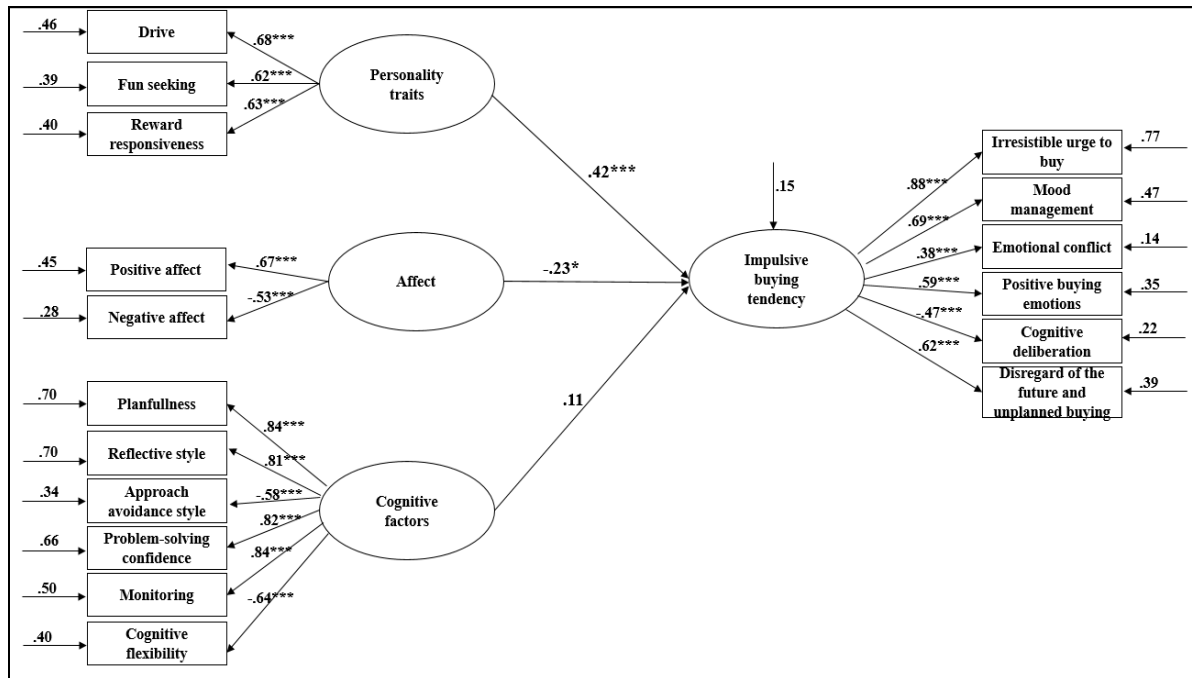 .46
Drive
.68***
.39
Fun seeking
.62***
.40
Reward
responsiveness
.63***
Personality
traits
.42***
.45
Positive affect
.67***
.28
Negative affect
-.53***
Affect
-.23*
.70
Planfullness
.84***
.70
Reflective style
.81***
.34
Approach
avoidance style
-.58***
.66
Problem-solving
confidence
.82***
.50
Monitoring
.84***
.40
Cognitive
flexibility
-.64***
Cognitive
factors
.11
.15
Impulsive
buying
tendency
.88***
Irresistible urge to
buy
.77
.69***
Mood
management
.47
.38***
Emotional conflict
.14
.59***
Positive buying
emotions
.35
-.47***
Cognitive
deliberation
.22
.62***
Disregard of the
future and
unplanned buying
.39